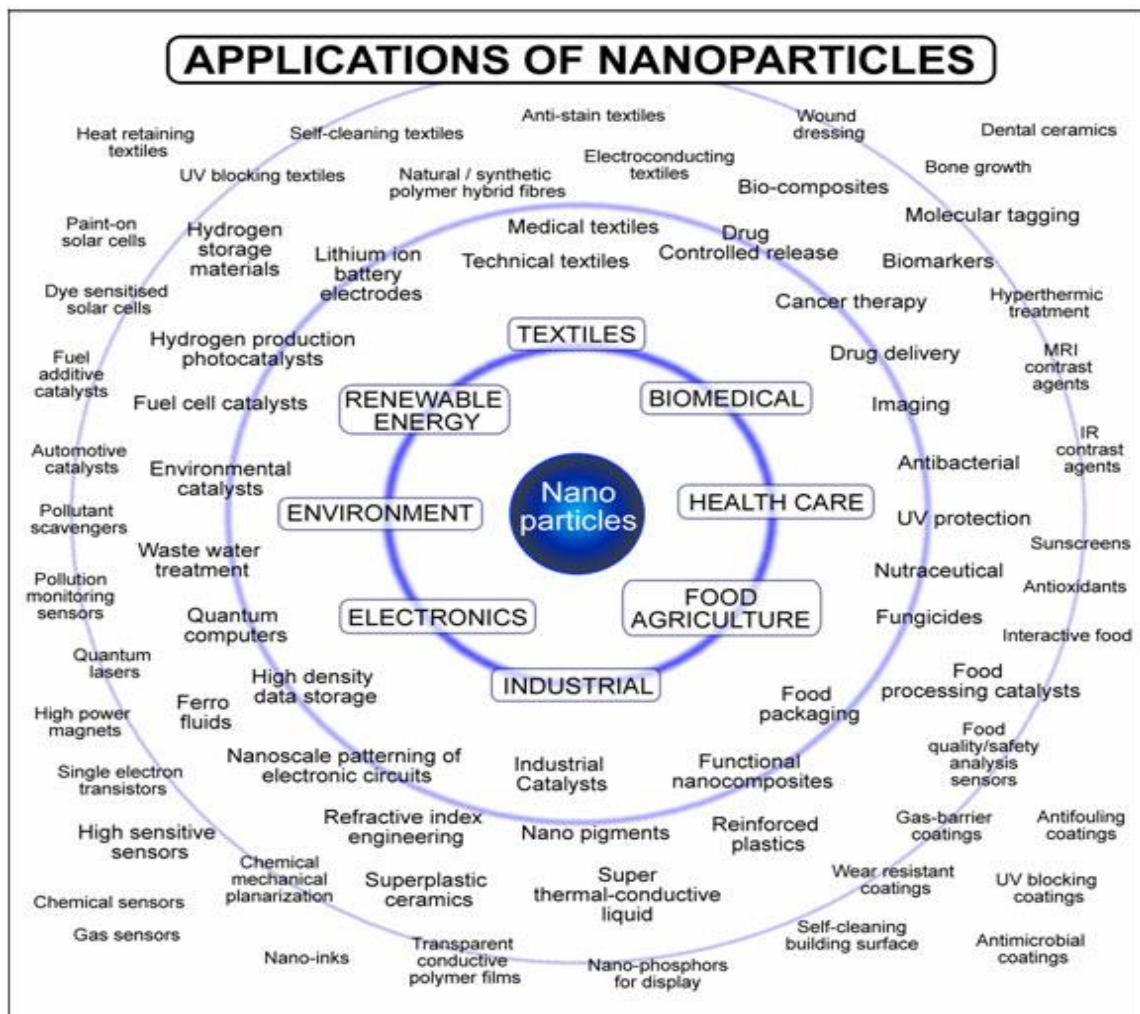 APPLICATIONS OF NANOPARTICLES
Heat retaining
textiles
Self-cleaning textiles
Anti-stain textiles
Wound
dressing
Dental ceramics
UV blocking textiles
Natural / synthetic
polymer hybrid fibres
Electroconducting
textiles
Bio-composites
Bone growth
Paint-on
solar cells
Hydrogen
storage
materials
Lithium ion
battery
electrodes
Medical textiles
Technical textiles
Drug
Controlled release
Molecular tagging
Biomarkers
Dye sensitised
solar cells
Cancer therapy
Hyperthermic
treatment
Hydrogen production
photocatalysts
TEXTILES
Drug delivery
MRI
contrast
agents
Fuel
additive
catalysts
Fuel cell catalysts
RENEWABLE
ENERGY
BIOMEDICAL
Imaging
IR
contrast
agents
Automotive
catalysts
Environmental
catalysts
Antibacterial
Pollutant
scavengers
ENVIRONMENT
Nano
particles
HEALTH CARE
UV protection
Sunscreens
Waste water
treatment
Nutraceutical
Antioxidants
Pollution
monitoring
sensors
Quantum
computers
ELECTRONICS
FOOD
AGRICULTURE
Fungicides
Interactive food
Quantum
lasers
High density
data storage
INDUSTRIAL
Food
packaging
Food
processing catalysts
High power
magnets
Ferro
fluids
Food
quality/safety
analysis
sensors
Single electron
transistors
Nanoscale patterning of
electronic circuits
Industrial
Catalysts
Functional
nanocomposites
High sensitive
sensors
Refractive index
engineering
Nano pigments
Reinforced
plastics
Gas-barrier
coatings
Antifouling
coatings
Chemical
mechanical
planarization
Superplastic
ceramics
Super
thermal-conductive
liquid
Wear resistant
coatings
UV blocking
coatings
Chemical sensors
Gas sensors
Nano-inks
Transparent
conductive
polymer films
Nano-phosphors
for display
Self-cleaning
building surface
Antimicrobial
coatings